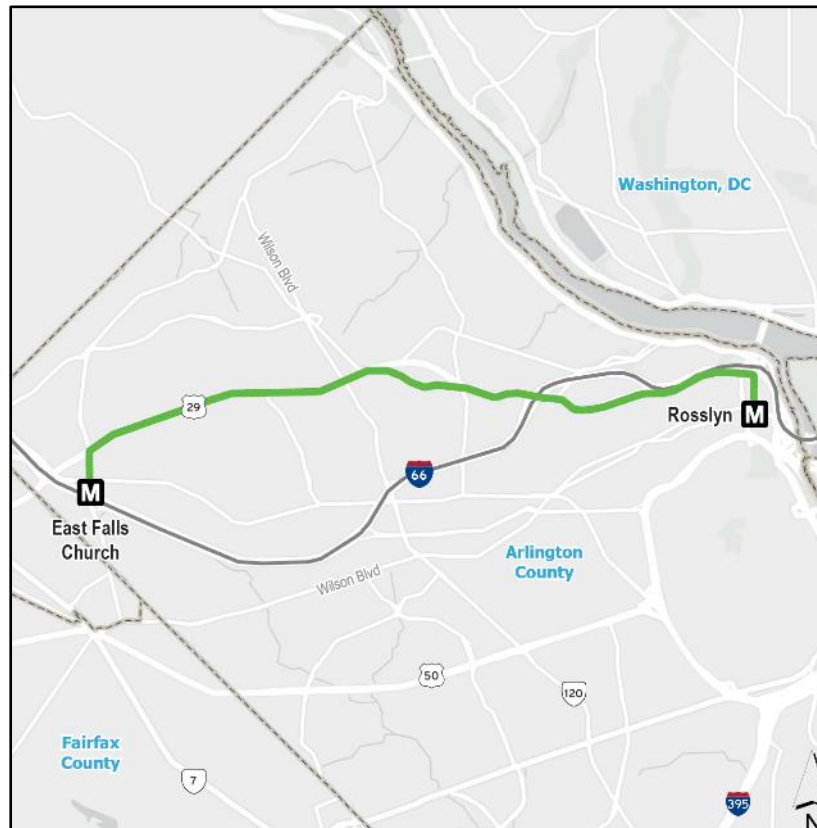 Washington, DC
Wilson Blvd
29
Rosslyn
M
M
66
East Falls
Church
Arlington
County
Wilson Blvd
50
120
Fairfax
County
7
395
N